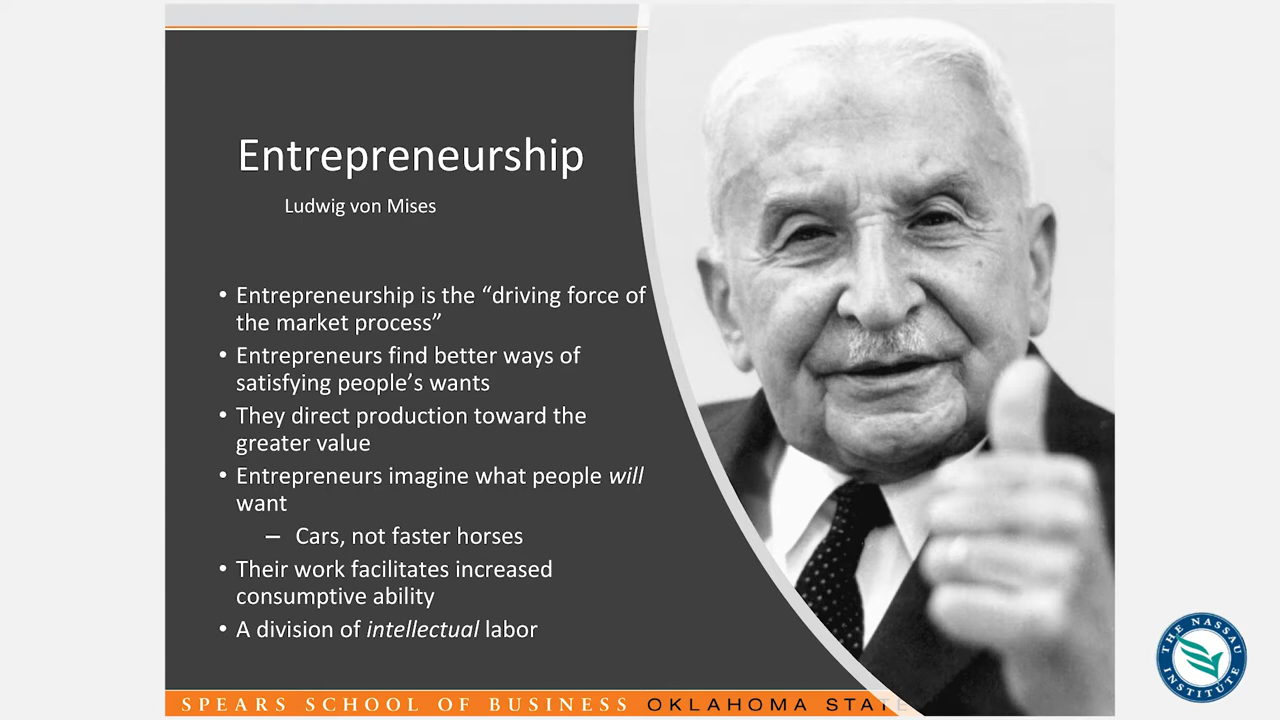 Entrepreneurship
Ludwig von Mises
• Entrepreneurship is the “driving force of
the market process”
• Entrepreneurs find better ways of
satisfying people’s wants
• They direct production toward the
greater value
• Entrepreneurs imagine what people will
want
– Cars, not faster horses
• Their work facilitates increased
consumptive ability
• A division of intellectual labor
SPEARS SCHOOL OF BUSINESS OKLAHOMA STATE
THE NASSAU
INSTITUTE